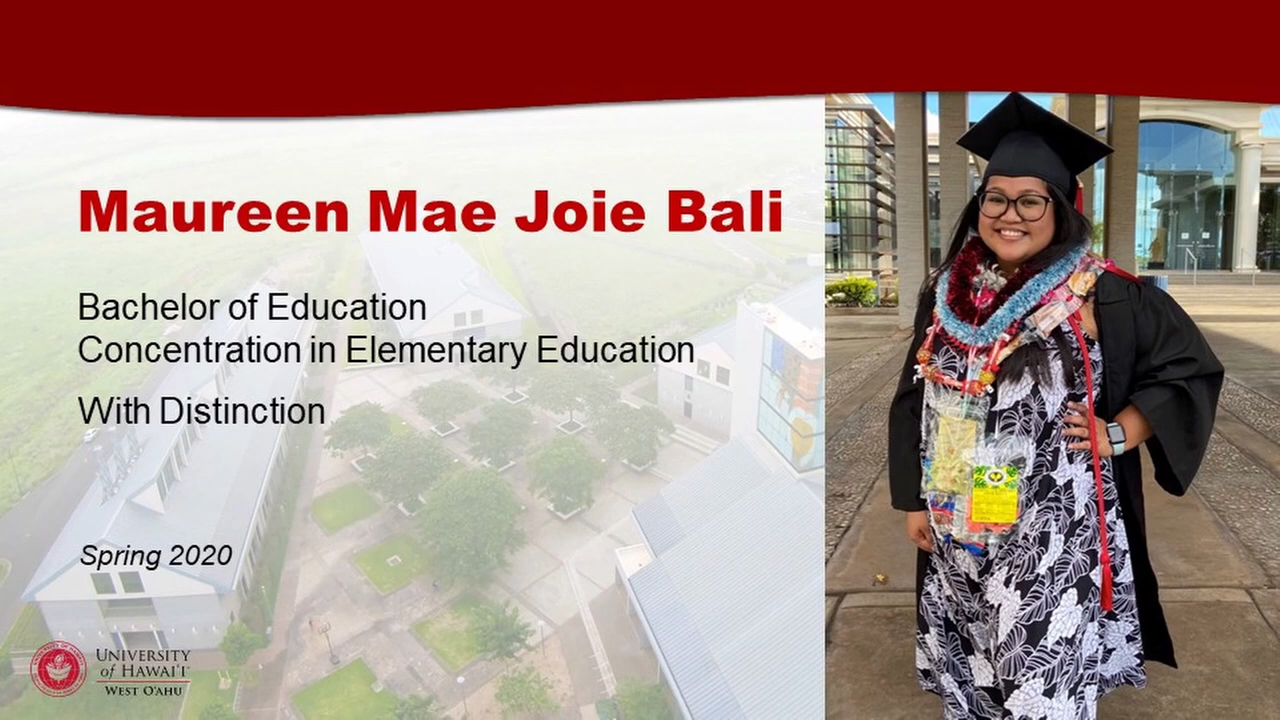 Maureen Mae Joie Bali
Bachelor of Education
Concentration in Elementary Education
With Distinction
Spring 2020
UNIVERSITY
of HAWAI‘I
WEST O‘AHU